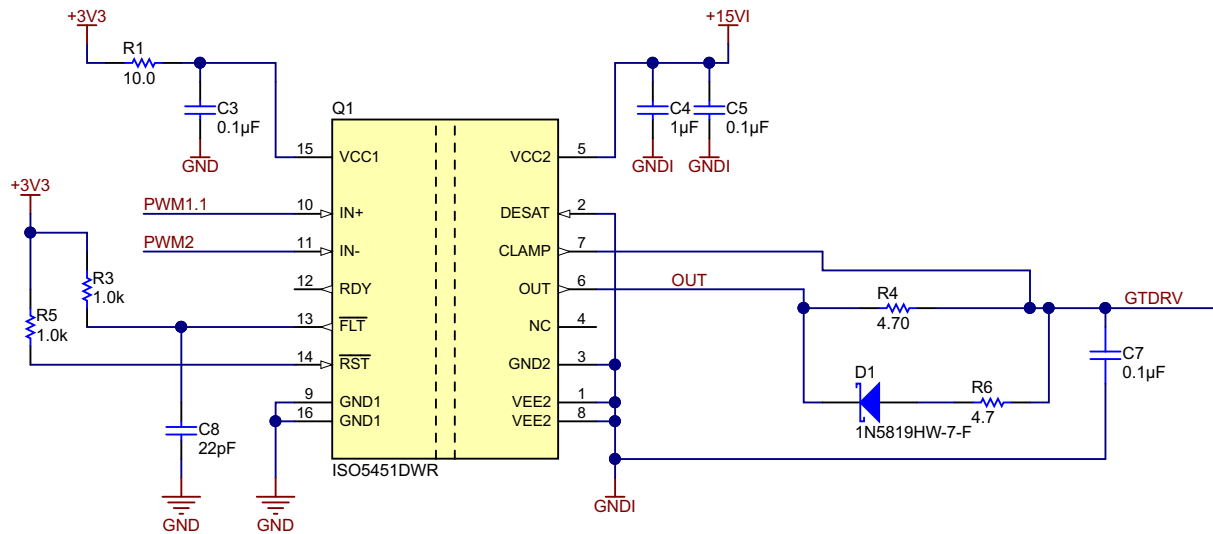 +3V3
+15VI
R1
10.0
C3
0.1µF
GND
Q1
C4
1µF
C5
0.1µF
GNDI
GNDI
15
VCC1
VCC2
5
+3V3
PWM1.1
10
IN+
DESAT
2
PWM2
11
IN-
CLAMP
7
12
RDY
OUT
6
OUT
R3
1.0k
R4
4.70
GTDRV
R5
1.0k
13
FLT
NC
4
14
RST
GND2
3
C7
0.1µF
9
GND1
VEE2
1
16
GND1
VEE2
8
D1
1N5819HW-7-F
R6
4.7
C8
22pF
ISO5451DWR
GND
GND
GNDI